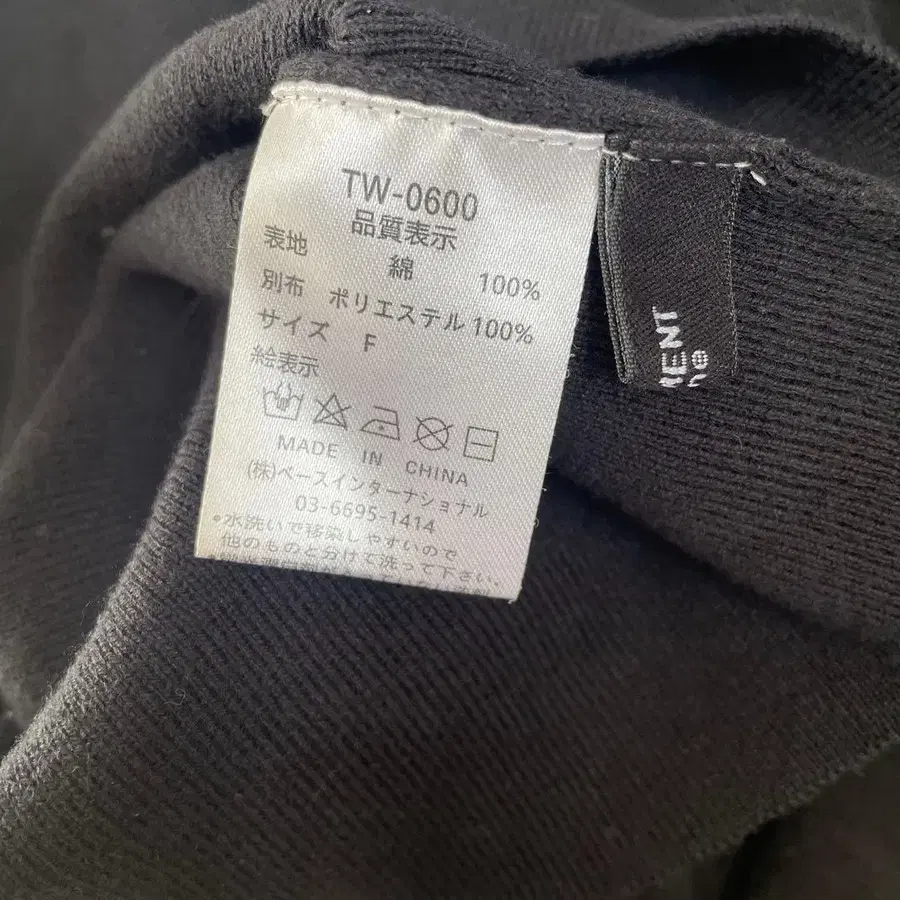 TW-0600
品質表示
表地 綿 100%
別布 ポリエステル 100%
サイズ F
絵表示
MADE IN CHINA
(株)ベースインターナショナル
03-6695-1414
•水洗いで移染しやすいので
他のものと分けて洗って下さい。